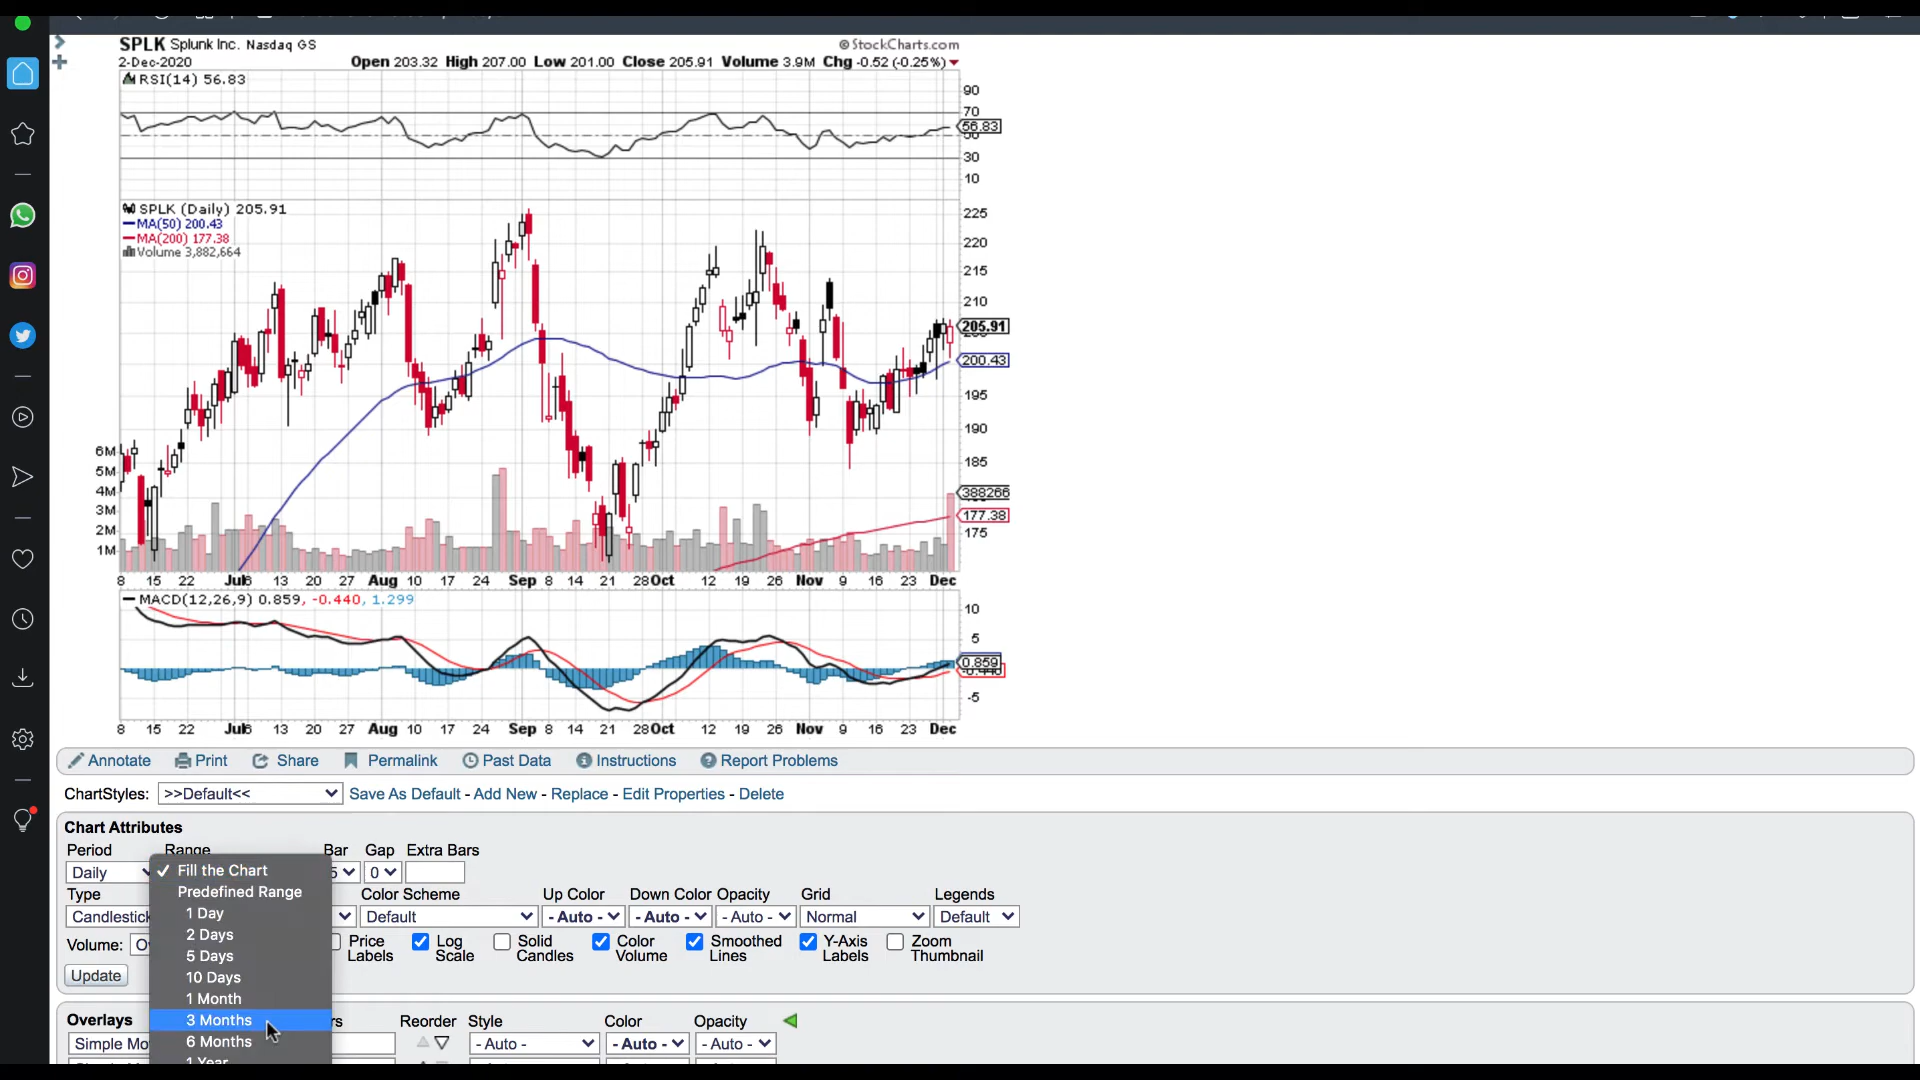 SPLK Splunk Inc. Nasdaq GS
© StockCharts.com
2-Dec-2020
Open 203.32 High 207.00 Low 201.00 Close 205.91 Volume 3.9M Chg -0.52 (-0.25%)
RSI(14) 56.83
90
70
56.83
30
10
SPLK (Daily) 205.91
MA(50) 200.43
MA(200) 177.38
Volume 3,882,664
225
220
215
210
205.91
200.43
195
190
185
388266
177.38
175
6M
5M
4M
3M
2M
1M
8 15 22 Jul 6 13 20 27 Aug 10 17 24 Sep 8 14 21 28 Oct 12 19 26 Nov 9 16 23 Dec
MACD(12,26,9) 0.859, -0.440, 1.299
10
5
0.859
-5
8 15 22 Jul 6 13 20 27 Aug 10 17 24 Sep 8 14 21 28 Oct 12 19 26 Nov 9 16 23 Dec
Annotate Print Share Permalink Past Data Instructions Report Problems
ChartStyles: >>Default<< Save As Default - Add New - Replace - Edit Properties - Delete
Chart Attributes
Period Range Bar Gap Extra Bars
Daily 5 0
Fill the Chart
Predefined Range
1 Day
2 Days
5 Days
10 Days
1 Month
3 Months
6 Months
1 Year
Type Color Scheme Up Color Down Color Opacity Grid Legends
Candlestick Default - Auto - - Auto - - Auto - Normal Default
Volume: Price Labels Log Scale Solid Candles Color Volume Smoothed Lines Y-Axis Labels Zoom Thumbnail
Update
Overlays Reorder Style Color Opacity
Simple - Auto - - Auto - - Auto -